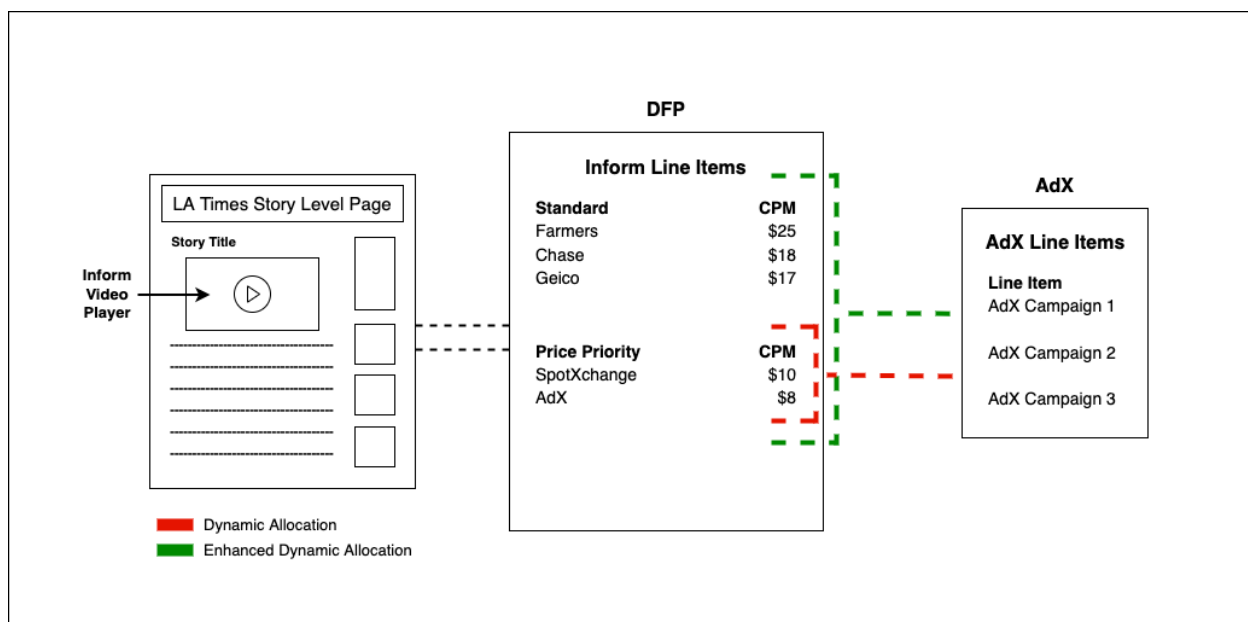 DFP
Inform Line Items
Standard CPM
Farmers $25
Chase $18
Geico $17
Price Priority CPM
SpotXchange $10
AdX $8
LA Times Story Level Page
Story Title
Inform
Video
Player
AdX
AdX Line Items
Line Item
AdX Campaign 1
AdX Campaign 2
AdX Campaign 3
Dynamic Allocation
Enhanced Dynamic Allocation